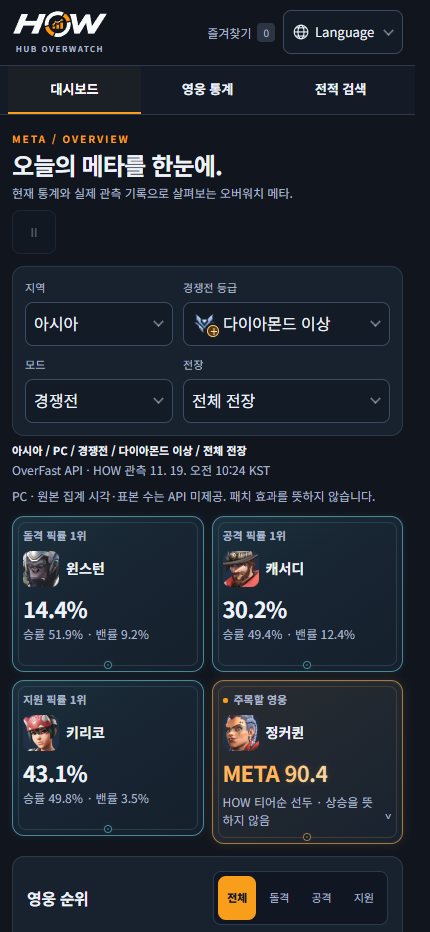 HOW
HUB OVERWATCH
즐겨찾기 0
Language
대시보드 영웅 통계 전적 검색
META / OVERVIEW
오늘의 메타를 한눈에.
현재 통계와 실제 관측 기록으로 살펴보는 오버워치 메타.
지역 경쟁전 등급
아시아 다이아몬드 이상
모드 전장
경쟁전 전체 전장
아시아 / PC / 경쟁전 / 다이아몬드 이상 / 전체 전장
OverFast API · HOW 관측 11. 19. 오전 10:24 KST
PC · 원본 집계 시각·표본 수는 API 미제공. 패치 효과를 뜻하지 않습니다.
돌격 픽률 1위
윈스턴
14.4%
승률 51.9% · 밴률 9.2%
공격 픽률 1위
캐서디
30.2%
승률 49.4% · 밴률 12.4%
지원 픽률 1위
키리코
43.1%
승률 49.8% · 밴률 3.5%
주목할 영웅
정커퀸
META 90.4
HOW 티어순 선두 · 상승을 뜻
하지 않음
영웅 순위
전체 돌격 공격 지원